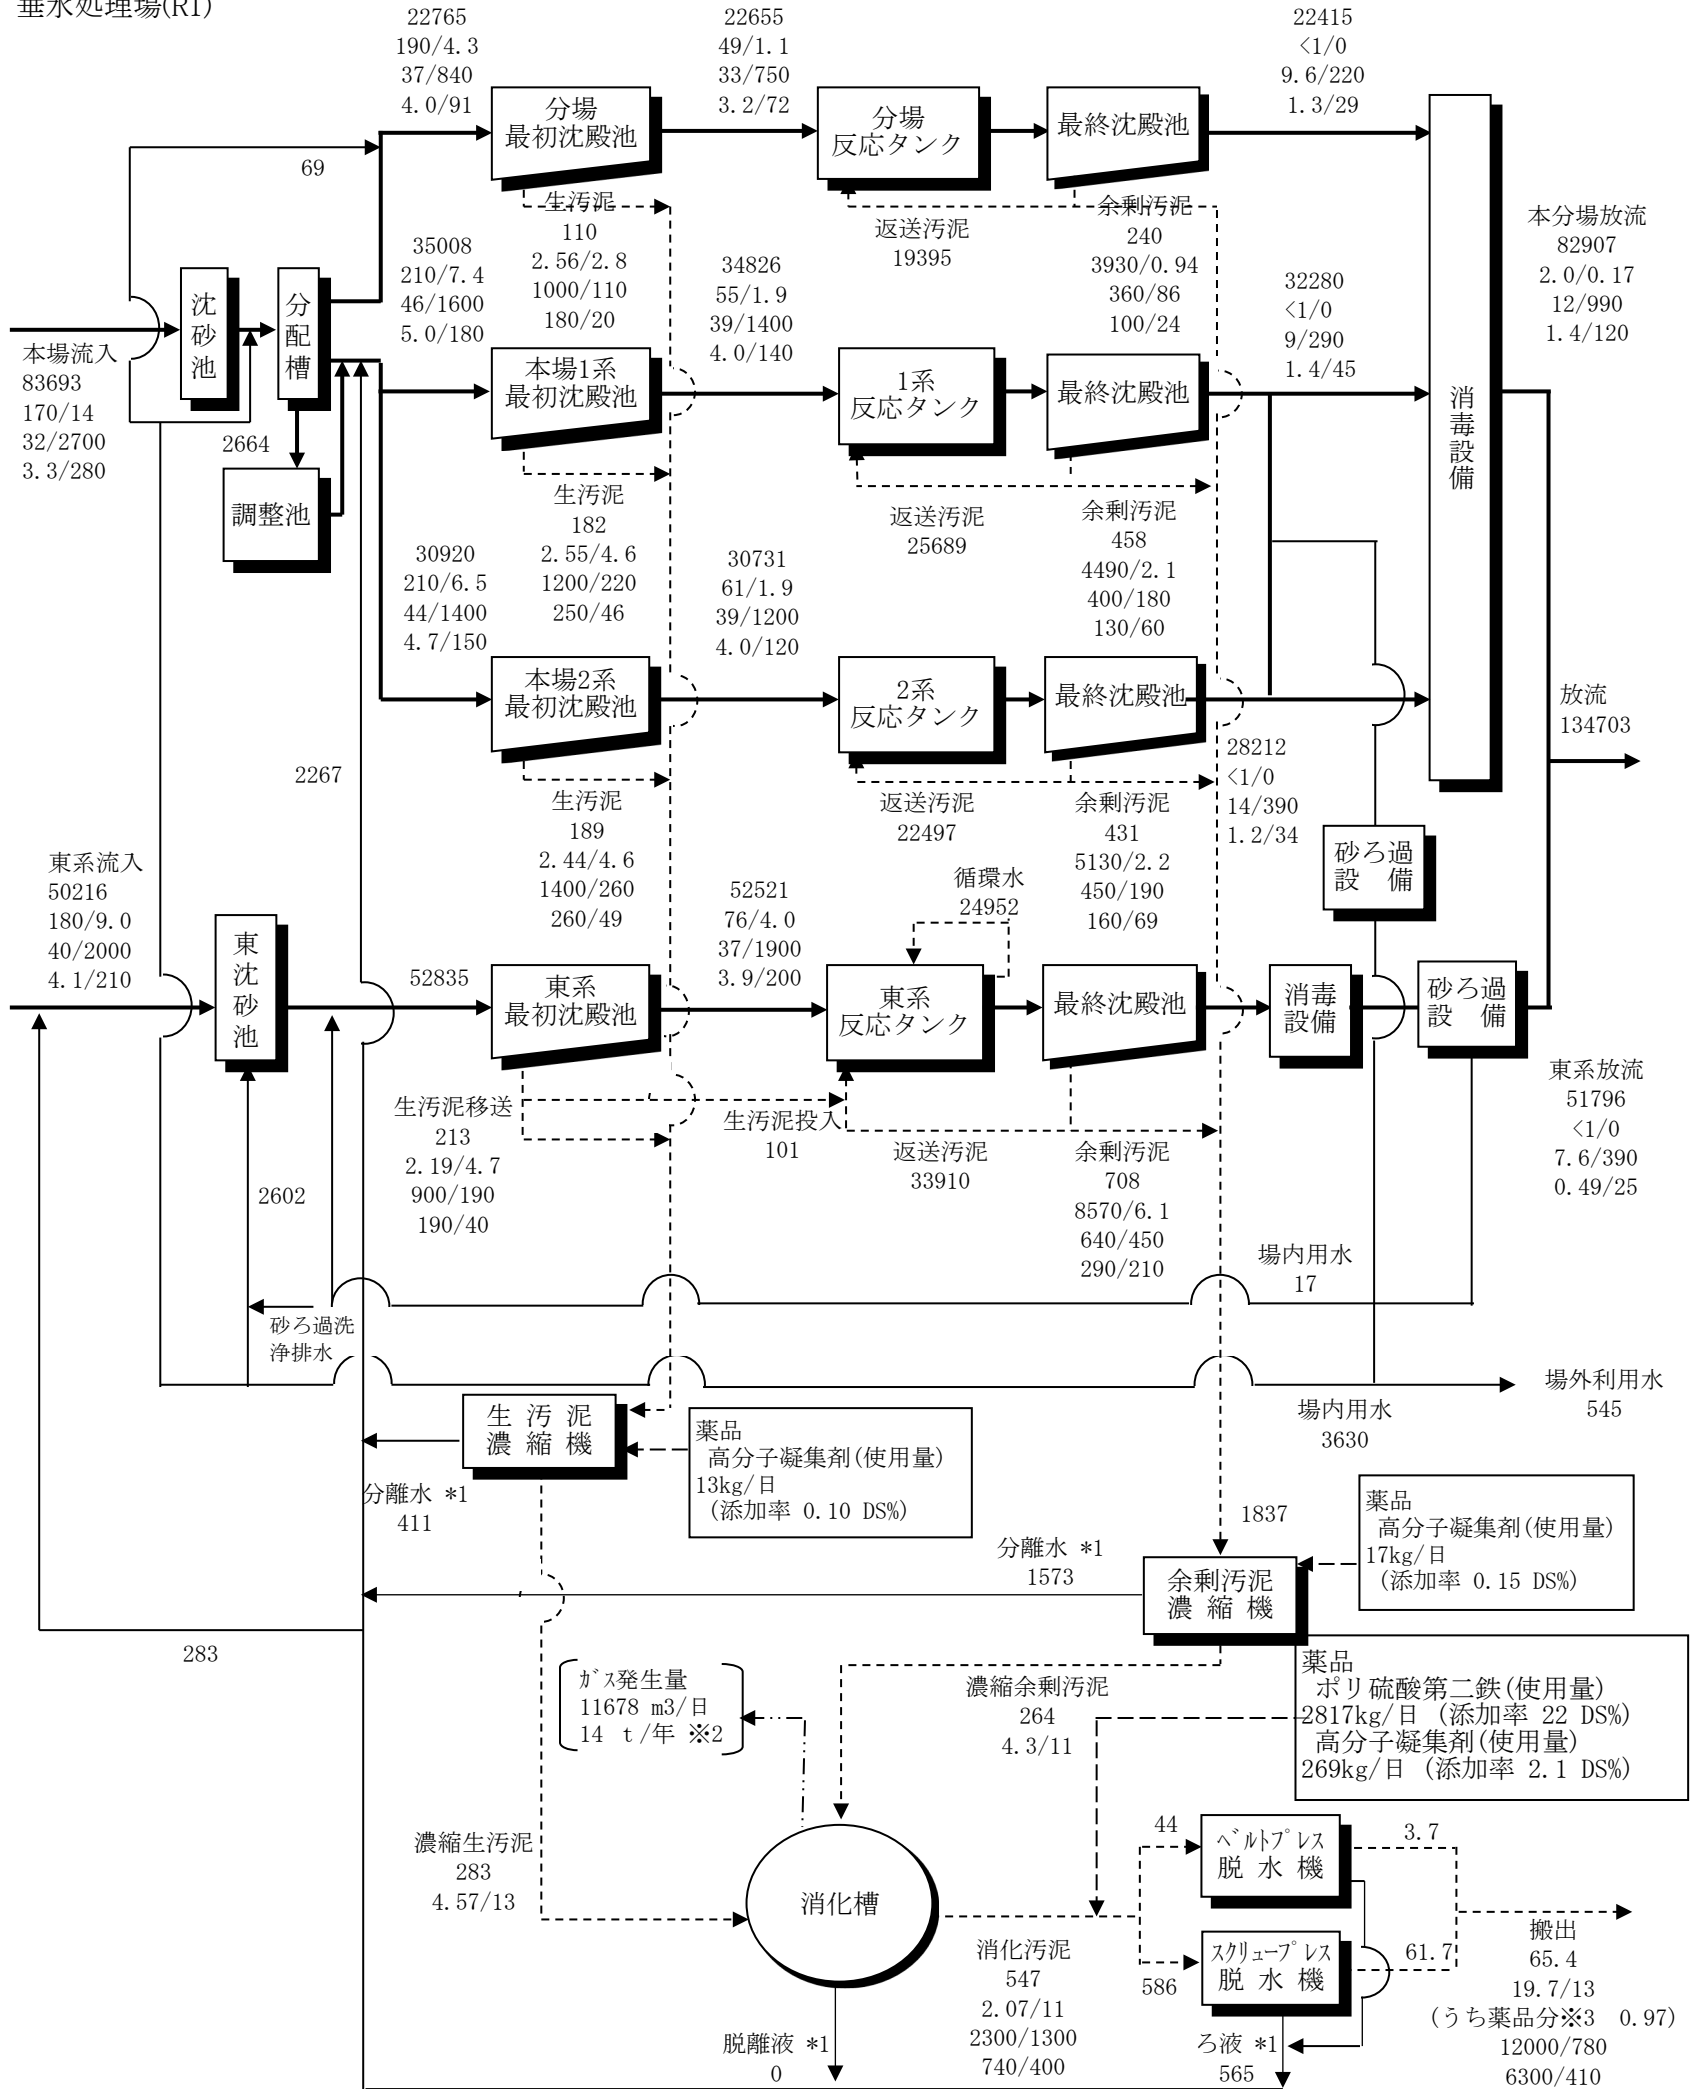 垂水処理場(R1)
22765
190/4.3
37/840
4.0/91
22655
49/1.1
33/750
3.2/72
22415
<1/0
9.6/220
1.3/29
分場
最初沈殿池
分場
反応タンク
最終沈殿池
69
生汚泥
110
2.56/2.8
1000/110
180/20
返送汚泥
19395
余剰汚泥
240
3930/0.94
360/86
100/24
本分場放流
82907
2.0/0.17
12/990
1.4/120
35008
210/7.4
46/1600
5.0/180
34826
55/1.9
39/1400
4.0/140
32280
<1/0
9/290
1.4/45
沈
砂
池
分
配
槽
本場流入
83693
170/14
32/2700
3.3/280
本場1系
最初沈殿池
1系
反応タンク
最終沈殿池
消
毒
設
備
2664
調整池
生汚泥
182
2.55/4.6
1200/220
250/46
返送汚泥
25689
余剰汚泥
458
4490/2.1
400/180
130/60
30920
210/6.5
44/1400
4.7/150
30731
61/1.9
39/1200
4.0/120
本場2系
最初沈殿池
2系
反応タンク
最終沈殿池
放流
134703
2267
28212
<1/0
14/390
1.2/34
生汚泥
189
2.44/4.6
1400/260
260/49
返送汚泥
22497
余剰汚泥
431
5130/2.2
450/190
160/69
砂ろ過
設 備
東系流入
50216
180/9.0
40/2000
4.1/210
52521
76/4.0
37/1900
3.9/200
循環水
24952
東
沈
砂
池
52835
東系
最初沈殿池
東系
反応タンク
最終沈殿池
消毒
設備
砂ろ過
設 備
東系放流
51796
<1/0
7.6/390
0.49/25
生汚泥移送
213
2.19/4.7
900/190
190/40
生汚泥投入
101
返送汚泥
33910
余剰汚泥
708
8570/6.1
640/450
290/210
2602
場内用水
17
砂ろ過洗
浄排水
場外利用水
545
場内用水
3630
生 汚 泥
濃 縮 機
薬品
高分子凝集剤(使用量)
13kg/日
(添加率 0.10 DS%)
分離水 *1
411
1837
薬品
高分子凝集剤(使用量)
17kg/日
(添加率 0.15 DS%)
分離水 *1
1573
余剰汚泥
濃 縮 機
283
ガス発生量
11678 m3/日
14 t/年 ※2
濃縮余剰汚泥
264
4.3/11
薬品
ポリ硫酸第二鉄(使用量)
2817kg/日 (添加率 22 DS%)
高分子凝集剤(使用量)
269kg/日 (添加率 2.1 DS%)
濃縮生汚泥
283
4.57/13
消化槽
44
ベルトプレス
脱 水 機
3.7
消化汚泥
547
2.07/11
2300/1300
740/400
586
スクリュープレス
脱 水 機
61.7
搬出
65.4
19.7/13
(うち薬品分※3 0.97)
12000/780
6300/410
脱離液 *1
0
ろ液 *1
565